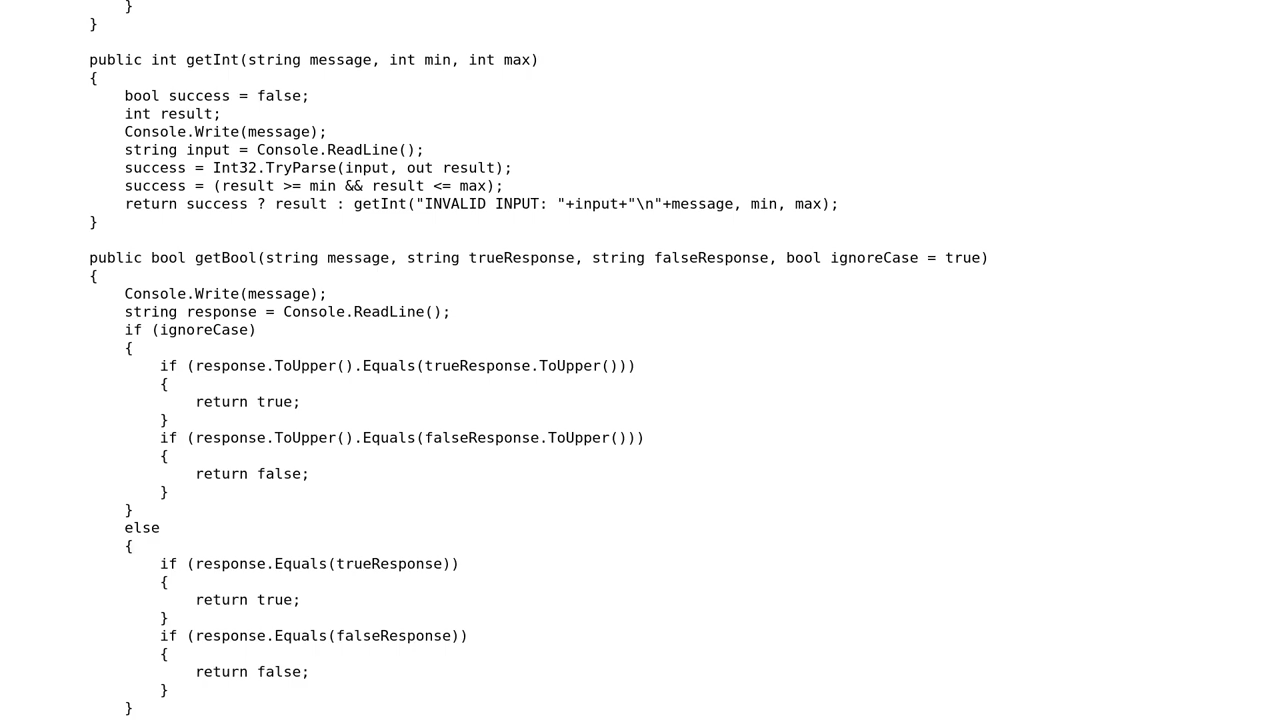 }
        }

        public int getInt(string message, int min, int max)
        {
            bool success = false;
            int result;
            Console.Write(message);
            string input = Console.ReadLine();
            success = Int32.TryParse(input, out result);
            success = (result >= min && result <= max);
            return success ? result : getInt("INVALID INPUT: "+input+"\n"+message, min, max);
        }

        public bool getBool(string message, string trueResponse, string falseResponse, bool ignoreCase = true)
        {
            Console.Write(message);
            string response = Console.ReadLine();
            if (ignoreCase)
            {
                if (response.ToUpper().Equals(trueResponse.ToUpper()))
                {
                    return true;
                }
                if (response.ToUpper().Equals(falseResponse.ToUpper()))
                {
                    return false;
                }
            }
            else
            {
                if (response.Equals(trueResponse))
                {
                    return true;
                }
                if (response.Equals(falseResponse))
                {
                    return false;
                }
            }